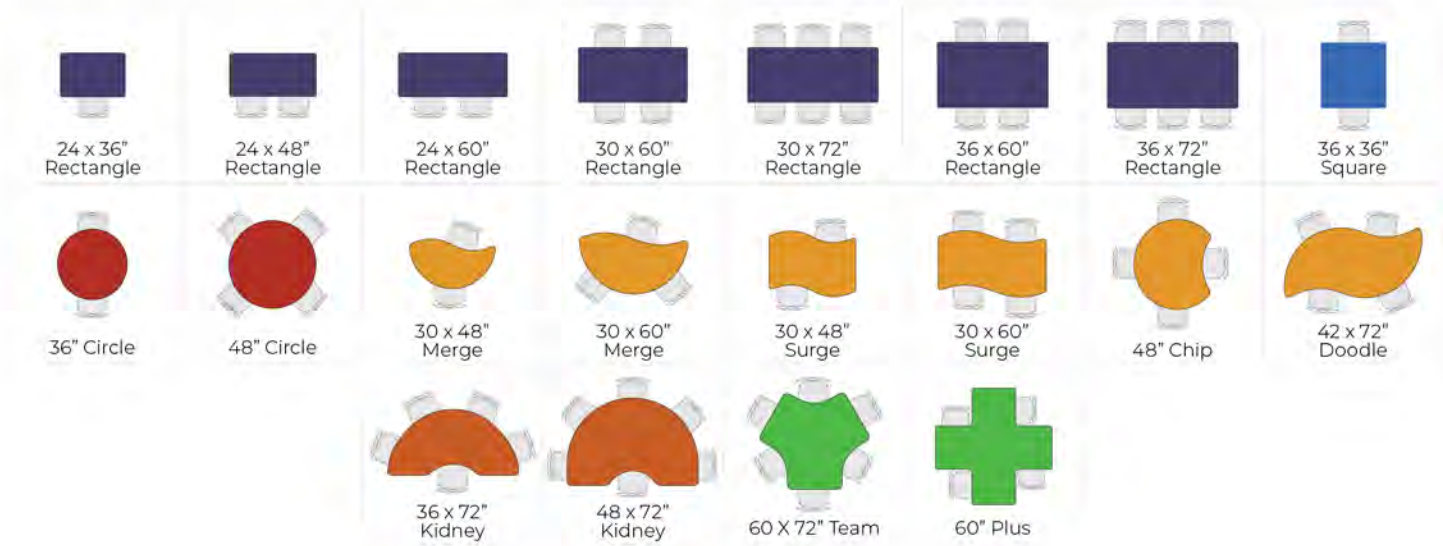 24 x 36”
Rectangle
24 x 48”
Rectangle
24 x 60”
Rectangle
30 x 60”
Rectangle
30 x 72”
Rectangle
36 x 60”
Rectangle
36 x 72”
Rectangle
36 x 36”
Square
36” Circle
48” Circle
30 x 48”
Merge
30 x 60”
Merge
30 x 48”
Surge
30 x 60”
Surge
48” Chip
42 x 72”
Doodle
36 x 72”
Kidney
48 x 72”
Kidney
60 X 72” Team
60” Plus